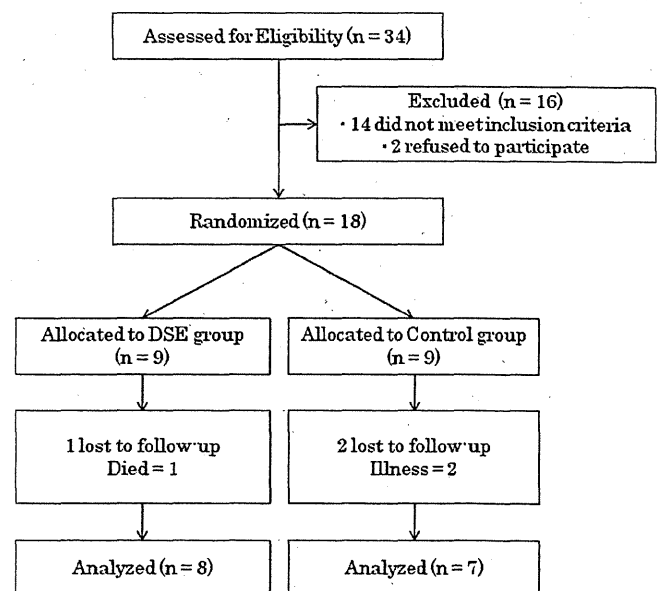 Assessed for Eligibility (n = 34)
Excluded (n = 16)
・14 did not meet inclusion criteria
・2 refused to participate
Randomized (n = 18)
Allocated to DSE group
(n = 9)
Allocated to Control group
(n = 9)
1 lost to follow-up
Died = 1
2 lost to follow-up
Illness = 2
Analyzed (n = 8)
Analyzed (n = 7)